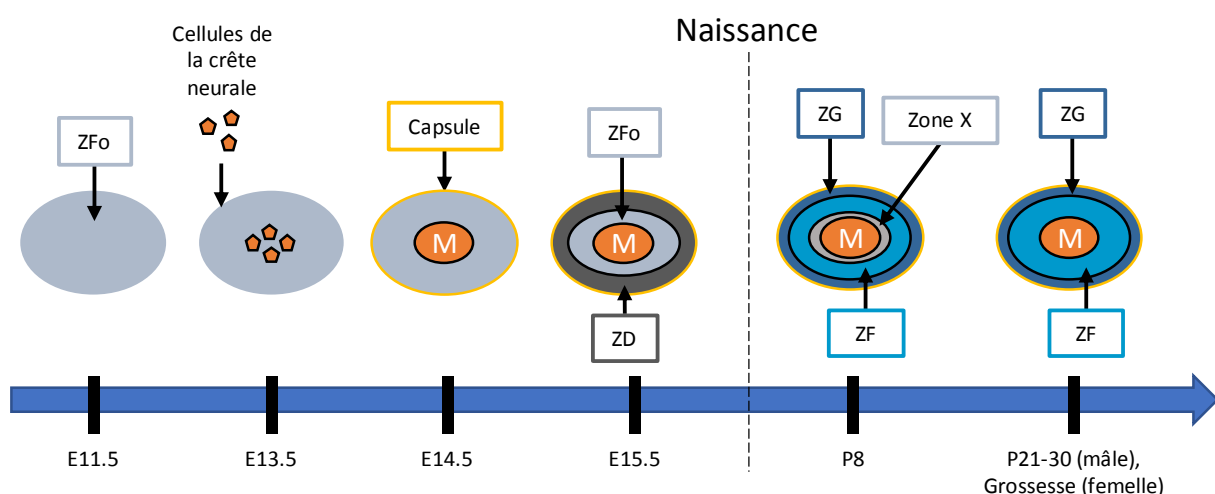 Naissance
Cellules de
la crête
neurale
ZFo
Capsule
ZFo
ZG
Zone X
ZG
M
M
M
M
ZD
ZF
ZF
E11.5
E13.5
E14.5
E15.5
P8
P21-30 (mâle),
Grossesse (femelle)